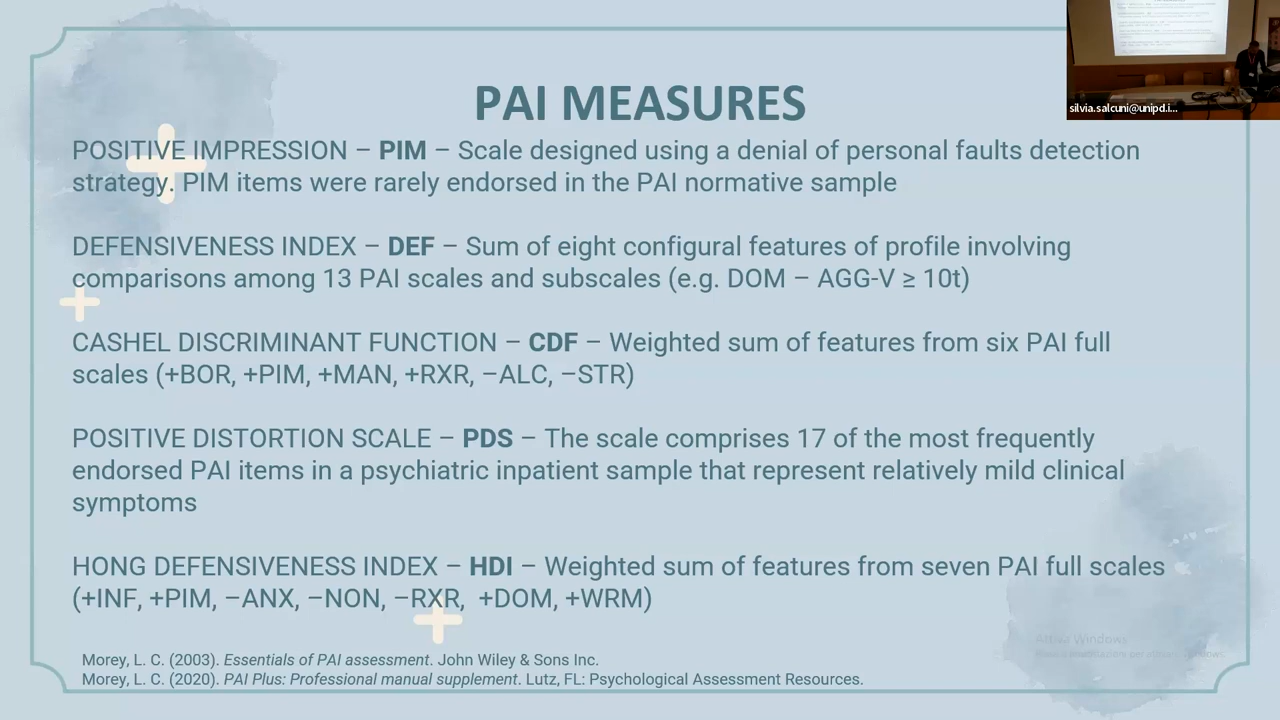 silvia.salcuni@unipd.i...
PAI MEASURES
POSITIVE IMPRESSION – PIM – Scale designed using a denial of personal faults detection
strategy. PIM items were rarely endorsed in the PAI normative sample
DEFENSIVENESS INDEX – DEF – Sum of eight configural features of profile involving
comparisons among 13 PAI scales and subscales (e.g. DOM – AGG-V ≥ 10t)
CASHEL DISCRIMINANT FUNCTION – CDF – Weighted sum of features from six PAI full
scales (+BOR, +PIM, +MAN, +RXR, –ALC, –STR)
POSITIVE DISTORTION SCALE – PDS – The scale comprises 17 of the most frequently
endorsed PAI items in a psychiatric inpatient sample that represent relatively mild clinical
symptoms
HONG DEFENSIVENESS INDEX – HDI – Weighted sum of features from seven PAI full scales
(+INF, +PIM, –ANX, –NON, –RXR,  +DOM, +WRM)
Attiva Windows
Morey, L. C. (2003). Essentials of PAI assessment. John Wiley & Sons Inc.
Morey, L. C. (2020). PAI Plus: Professional manual supplement. Lutz, FL: Psychological Assessment Resources.